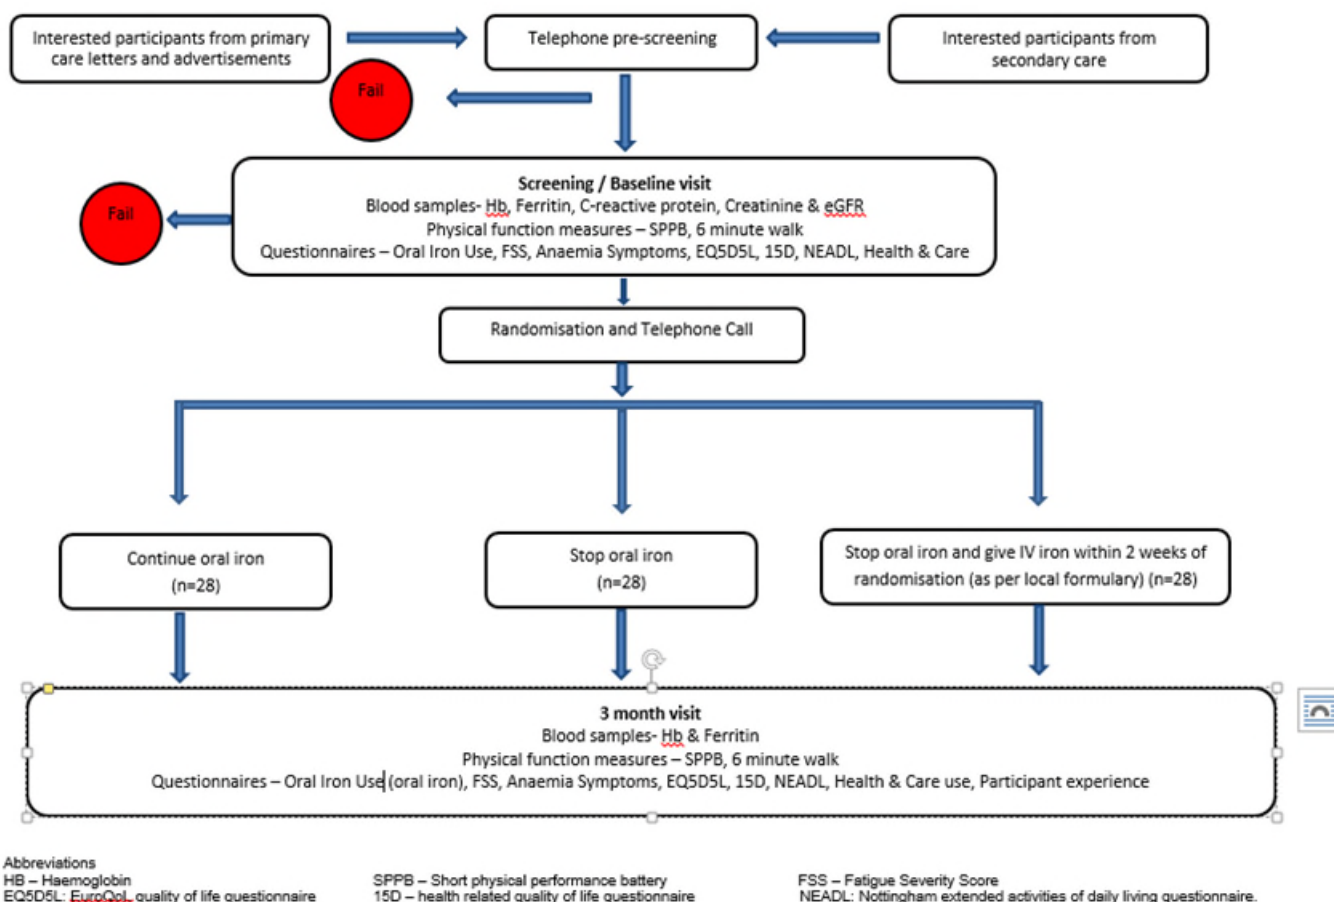 Interested participants from primary
care letters and advertisements
Telephone pre-screening
Interested participants from
secondary care
Fail
Screening / Baseline visit
Blood samples- Hb, Ferritin, C-reactive protein, Creatinine & eGFR
Physical function measures – SPPB, 6 minute walk
Questionnaires – Oral Iron Use, FSS, Anaemia Symptoms, EQ5D5L, 15D, NEADL, Health & Care
Fail
Randomisation and Telephone Call
Continue oral iron
(n=28)
Stop oral iron
(n=28)
Stop oral iron and give IV iron within 2 weeks of
randomisation (as per local formulary) (n=28)
3 month visit
Blood samples- Hb & Ferritin
Physical function measures – SPPB, 6 minute walk
Questionnaires – Oral Iron Use (oral iron), FSS, Anaemia Symptoms, EQ5D5L, 15D, NEADL, Health & Care use, Participant experience
Abbreviations
HB – Haemoglobin
SPPB – Short physical performance battery
FSS – Fatigue Severity Score
EQ5D5L: EuroQoL quality of life questionnaire
15D – health related quality of life questionnaire
NEADL: Nottingham extended activities of daily living questionnaire.